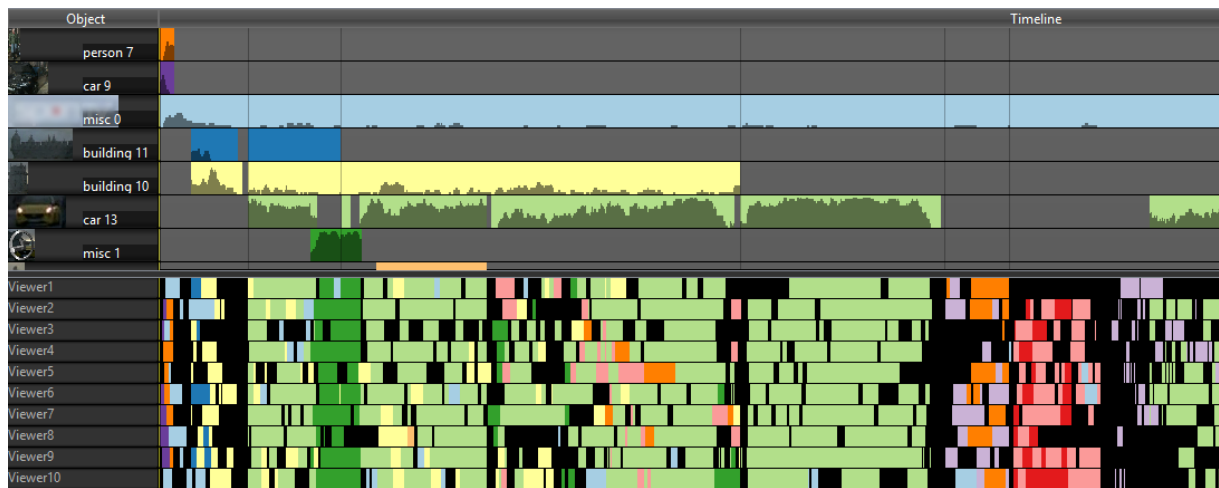 Object Timeline
person 7
car 9
misc 0
building 11
building 10
car 13
misc 1
Viewer1
Viewer2
Viewer3
Viewer4
Viewer5
Viewer6
Viewer7
Viewer8
Viewer9
Viewer10